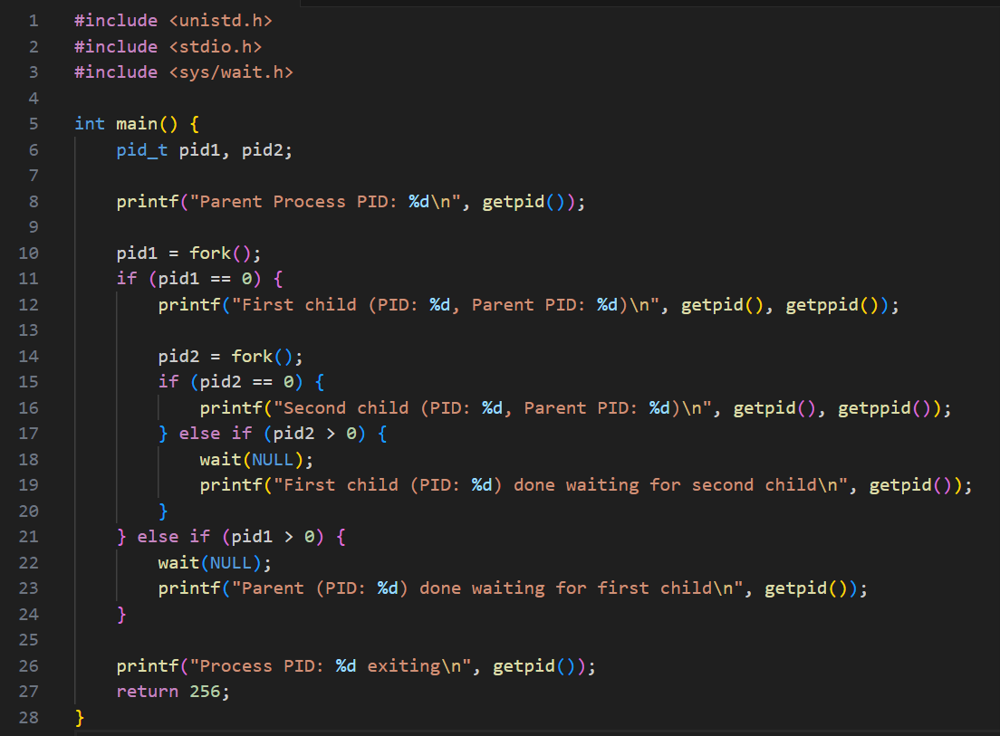 1 #include <unistd.h>
2 #include <stdio.h>
3 #include <sys/wait.h>
4
5 int main() {
6     pid_t pid1, pid2;
7
8     printf("Parent Process PID: %d\n", getpid());
9
10     pid1 = fork();
11     if (pid1 == 0) {
12         printf("First child (PID: %d, Parent PID: %d)\n", getpid(), getppid());
13
14         pid2 = fork();
15         if (pid2 == 0) {
16             printf("Second child (PID: %d, Parent PID: %d)\n", getpid(), getppid());
17         } else if (pid2 > 0) {
18             wait(NULL);
19             printf("First child (PID: %d) done waiting for second child\n", getpid());
20         }
21     } else if (pid1 > 0) {
22         wait(NULL);
23         printf("Parent (PID: %d) done waiting for first child\n", getpid());
24     }
25
26     printf("Process PID: %d exiting\n", getpid());
27     return 256;
28 }